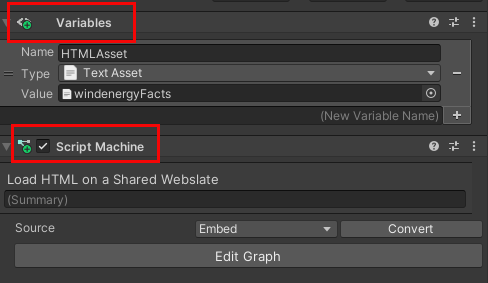 Variables
Name HTMLAsset
Type Text Asset
Value windenergyFacts
(New Variable Name)
Script Machine
Load HTML on a Shared Webslate
(Summary)
Source Embed Convert
Edit Graph